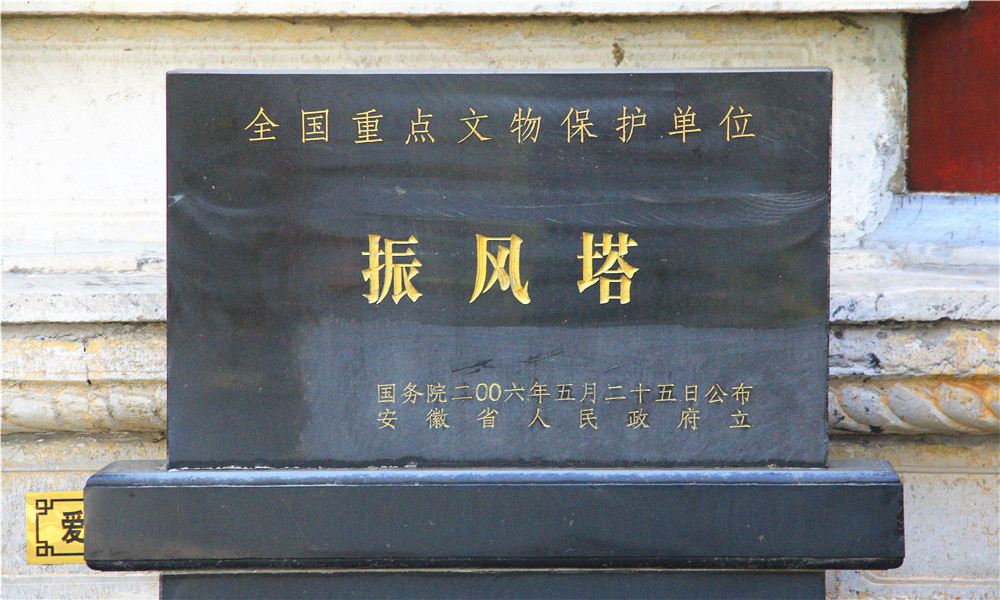 全国重点文物保护单位
振风塔
国务院二〇〇六年五月二十五日公布
安徽省人民政府立
爱